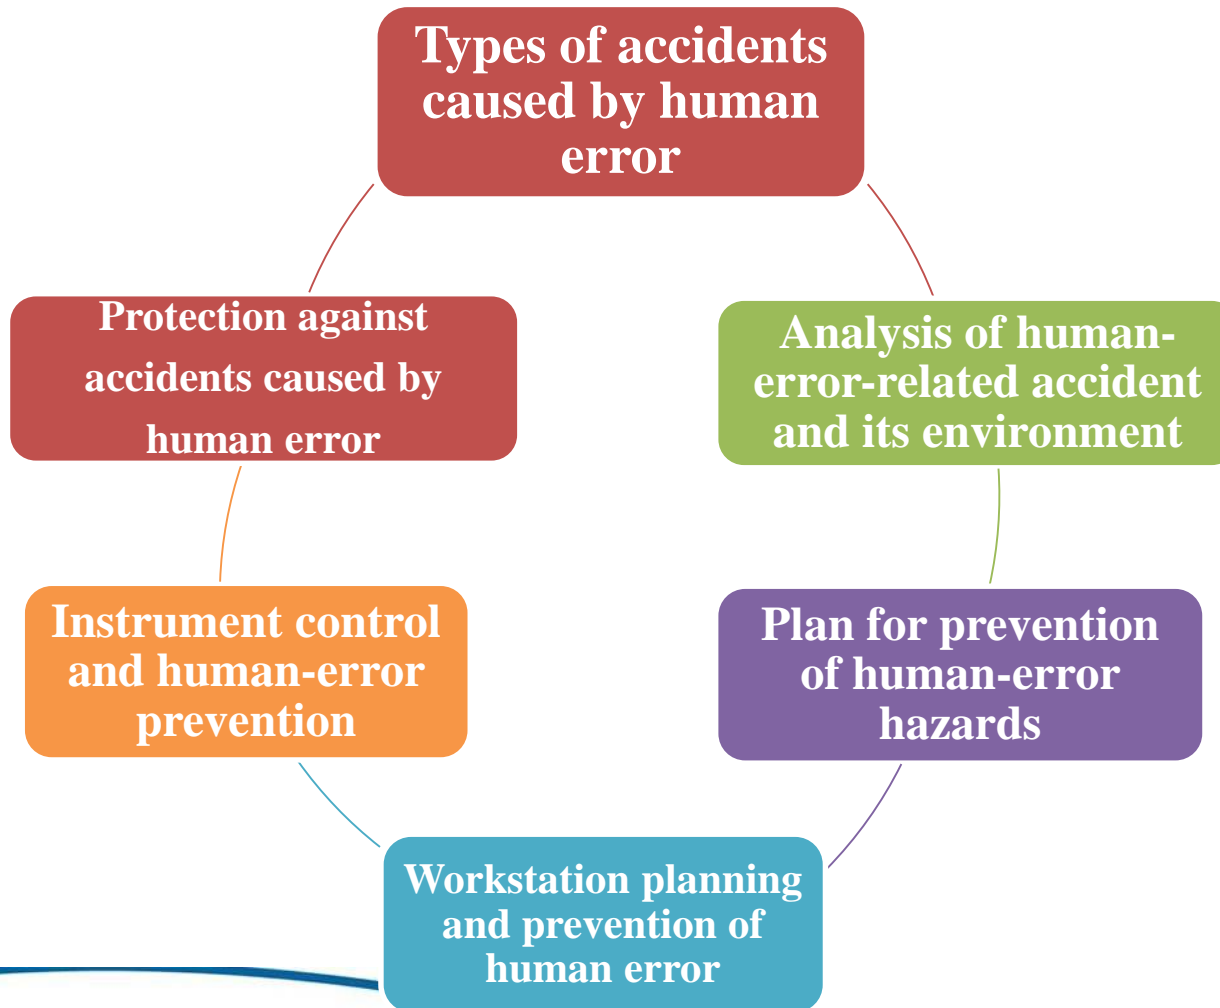 Types of accidents
caused by human
error
Analysis of human-
error-related accident
and its environment
Plan for prevention
of human-error
hazards
Workstation planning
and prevention of
human error
Instrument control
and human-error
prevention
Protection against
accidents caused by
human error